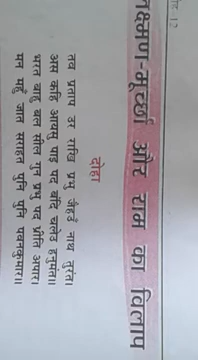 पाठ- 12
लक्ष्मण-मूर्च्छा और राम का विलाप
दोहा
तव प्रताप उर राखि प्रभु जैहउँ नाथ तुरंत।
अस कहि आयसु पाइ पद बंदि चलेउ हनुमंत।।
भरत बाहु बल सील गुन प्रभु पद प्रीति अपार।
मन महुँ जात सराहत पुनि पुनि पवनकुमार।।